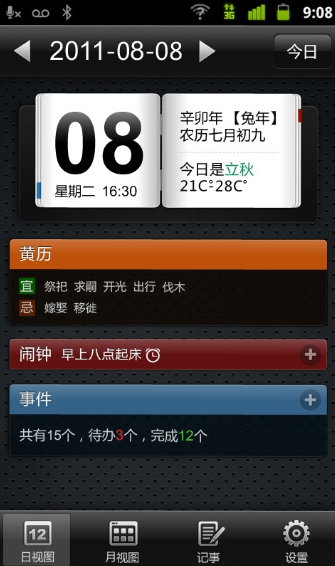 3G
9:08
2011-08-08
今日
08
星期二 16:30
辛卯年【兔年】
农历七月初九
今日是立秋
21C°-28C°
黄历
宜 祭祀 求嗣 开光 出行 伐木
忌 嫁娶 移徙
闹钟 早上八点起床
事件
共有15个，待办3个，完成12个
12
日视图
月视图
记事
设置